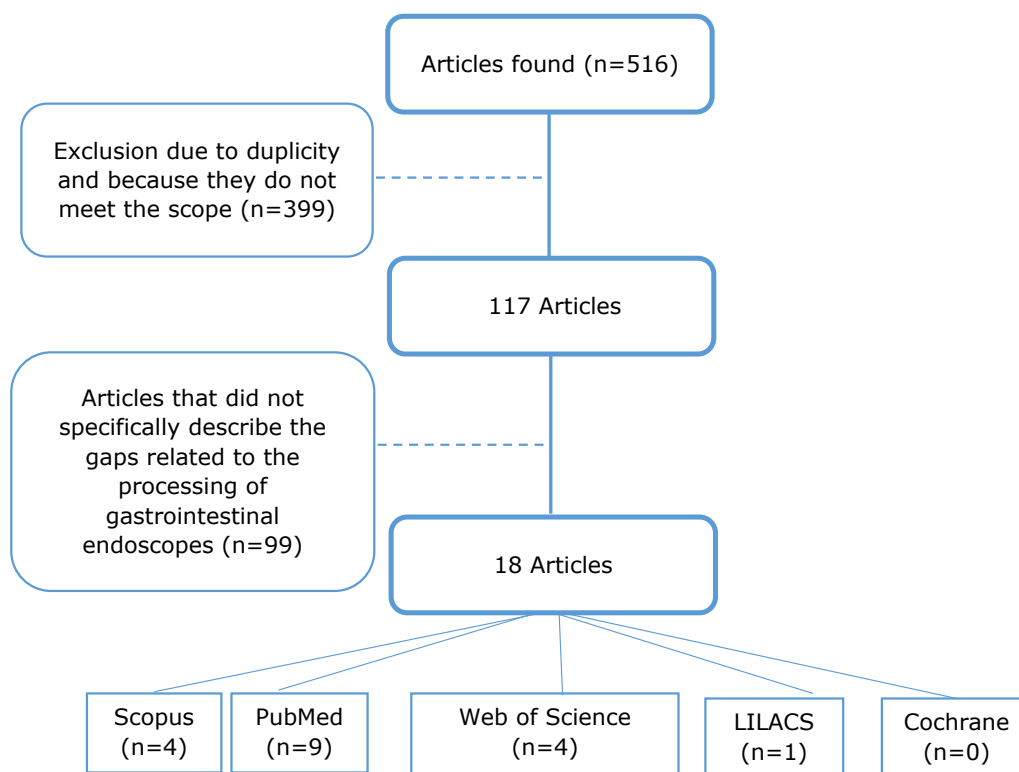 Articles found (n=516)
Exclusion due to duplicity
and because they do not
meet the scope (n=399)
117 Articles
Articles that did not
specifically describe the
gaps related to the
processing of
gastrointestinal
endoscopes (n=99)
18 Articles
Scopus
(n=4)
PubMed
(n=9)
Web of Science
(n=4)
LILACS
(n=1)
Cochrane
(n=0)